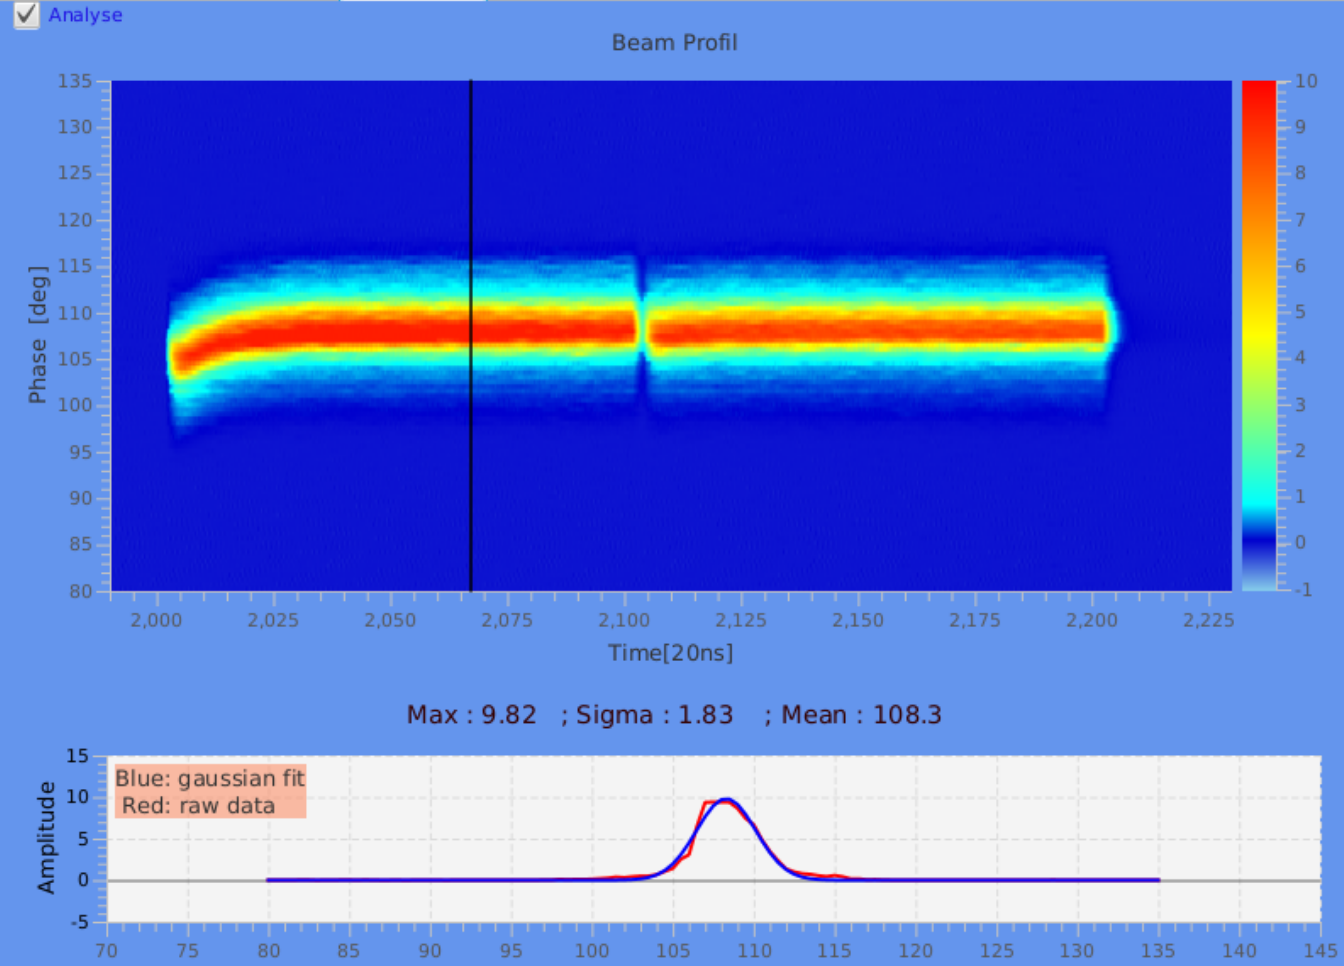 Analyse
Beam Profil
135
130
125
120
115
110
105
100
95
90
85
80
Phase [deg]
10
9
8
7
6
5
4
3
2
1
0
-1
2,000 2,025 2,050 2,075 2,100 2,125 2,150 2,175 2,200 2,225
Time[20ns]
Max : 9.82 ; Sigma : 1.83 ; Mean : 108.3
Amplitude
15
10
5
0
-5
Blue: gaussian fit
Red: raw data
70 75 80 85 90 95 100 105 110 115 120 125 130 135 140 145